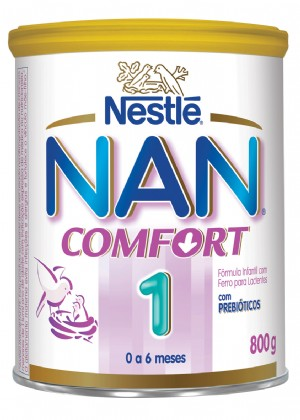 Nestlé
NAN®
COMFORT
1
Fórmula Infantil com
Ferro para Lactentes
com
PREBIÓTICOS
0 a 6 meses
800g